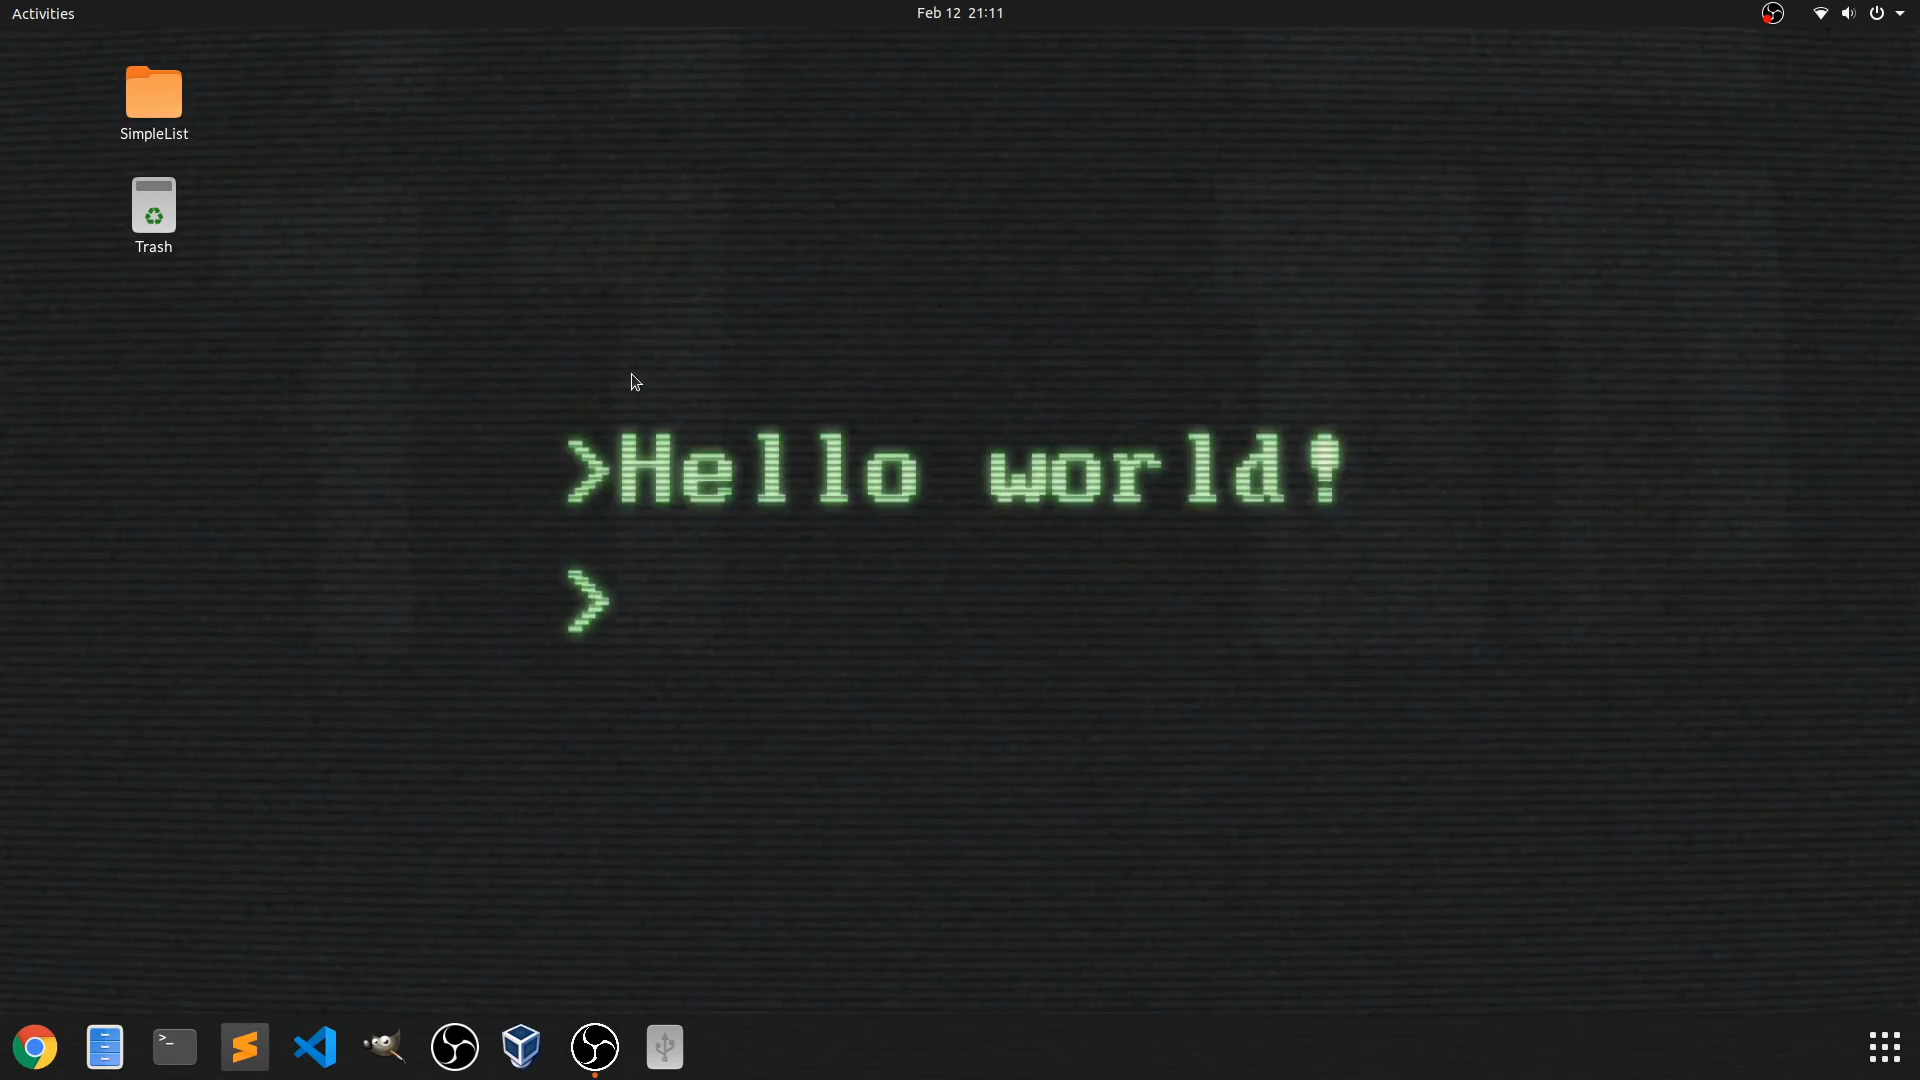 Activities
Feb 12 21:11
SimpleList
Trash
>Hello world!
>
>_